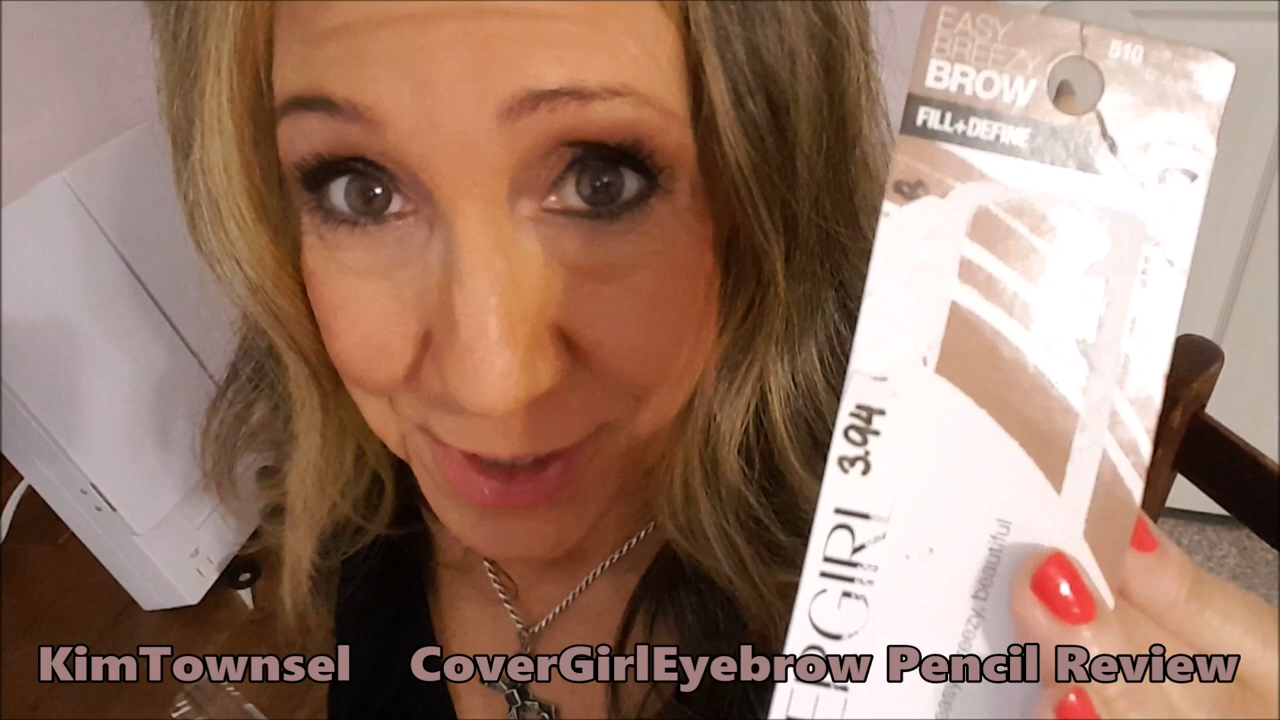 EASY
BREEZY
BROW
510
FILL+DEFINE
3.94
ERGIRL
easy, breezy, beautiful
KimTownsel CoverGirlEyebrow Pencil Review